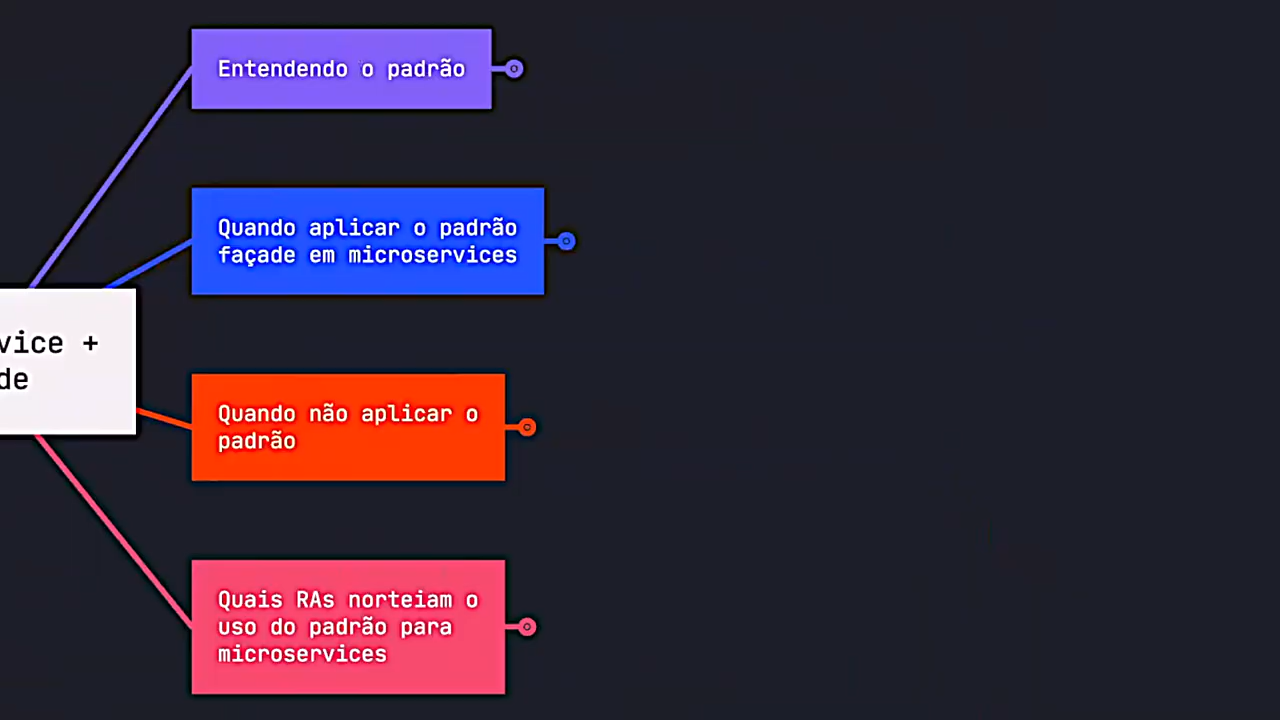 Entendendo o padrão
Quando aplicar o padrão
façade em microservices
vice +
de
Quando não aplicar o
padrão
Quais RAs norteiam o
uso do padrão para
microservices